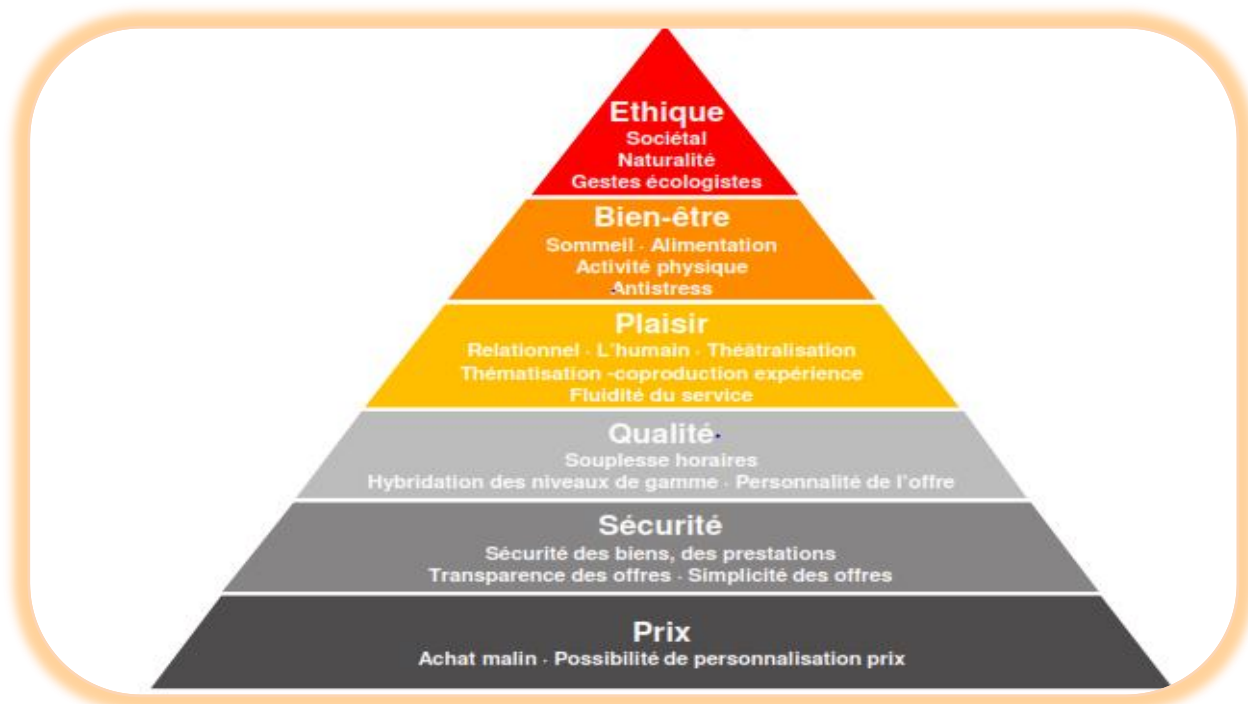 Ethique
Sociétal
Naturalité
Gestes écologistes
Bien-être
Sommeil · Alimentation
Activité physique
Antistress
Plaisir
Relationnel · L'humain · Théâtralisation
Thématisation -coproduction expérience
Fluidité du service
Qualité
Souplesse horaires
Hybridation des niveaux de gamme · Personnalité de l'offre
Sécurité
Sécurité des biens, des prestations
Transparence des offres · Simplicité des offres
Prix
Achat malin · Possibilité de personnalisation prix